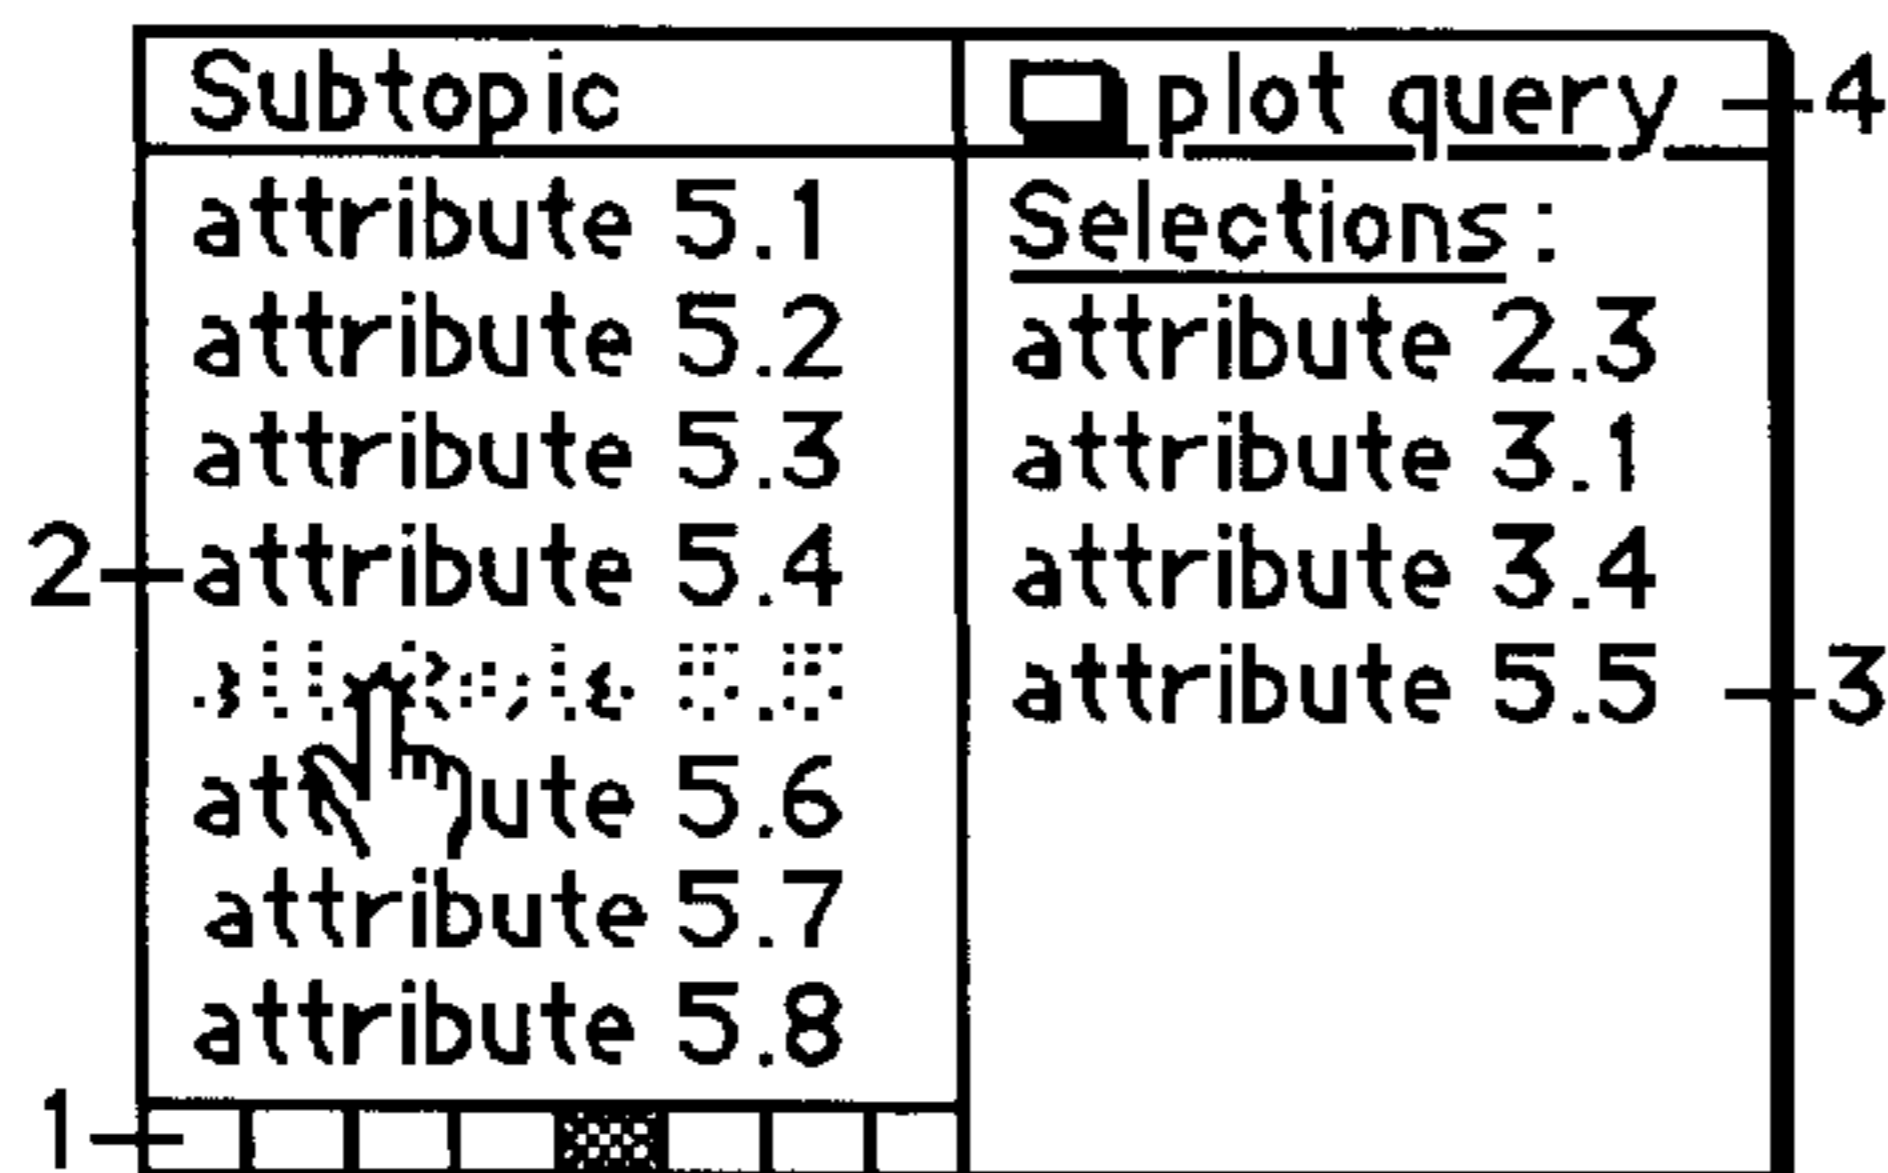 Subtopic
plot query
4
attribute 5.1
attribute 5.2
attribute 5.3
2
attribute 5.4
5.5
ute 5.6
attribute 5.7
attribute 5.8
1
Selections:
attribute 2.3
attribute 3.1
attribute 3.4
attribute 5.5
3